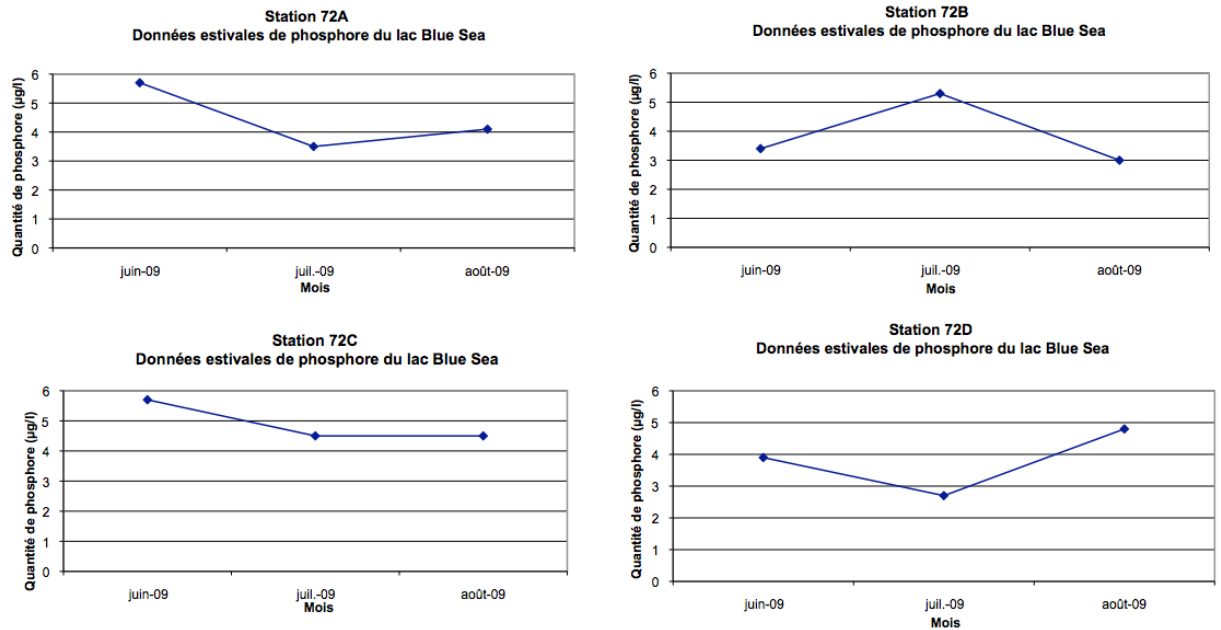 Station 72A
Données estivales de phosphore du lac Blue Sea
Quantité de phosphore (µg/l)
6
5
4
3
2
1
0
juin-09
juil.-09
août-09
Mois
Station 72B
Données estivales de phosphore du lac Blue Sea
Quantité de phosphore (µg/l)
6
5
4
3
2
1
0
juin-09
juil.-09
août-09
Mois
Station 72C
Données estivales de phosphore du lac Blue Sea
Quantité de phosphore (µg/l)
6
5
4
3
2
1
0
juin-09
juil.-09
août-09
Mois
Station 72D
Données estivales de phosphore du lac Blue Sea
Quantité de phosphore (µg/l)
6
5
4
3
2
1
0
juin-09
juil.-09
août-09
Mois